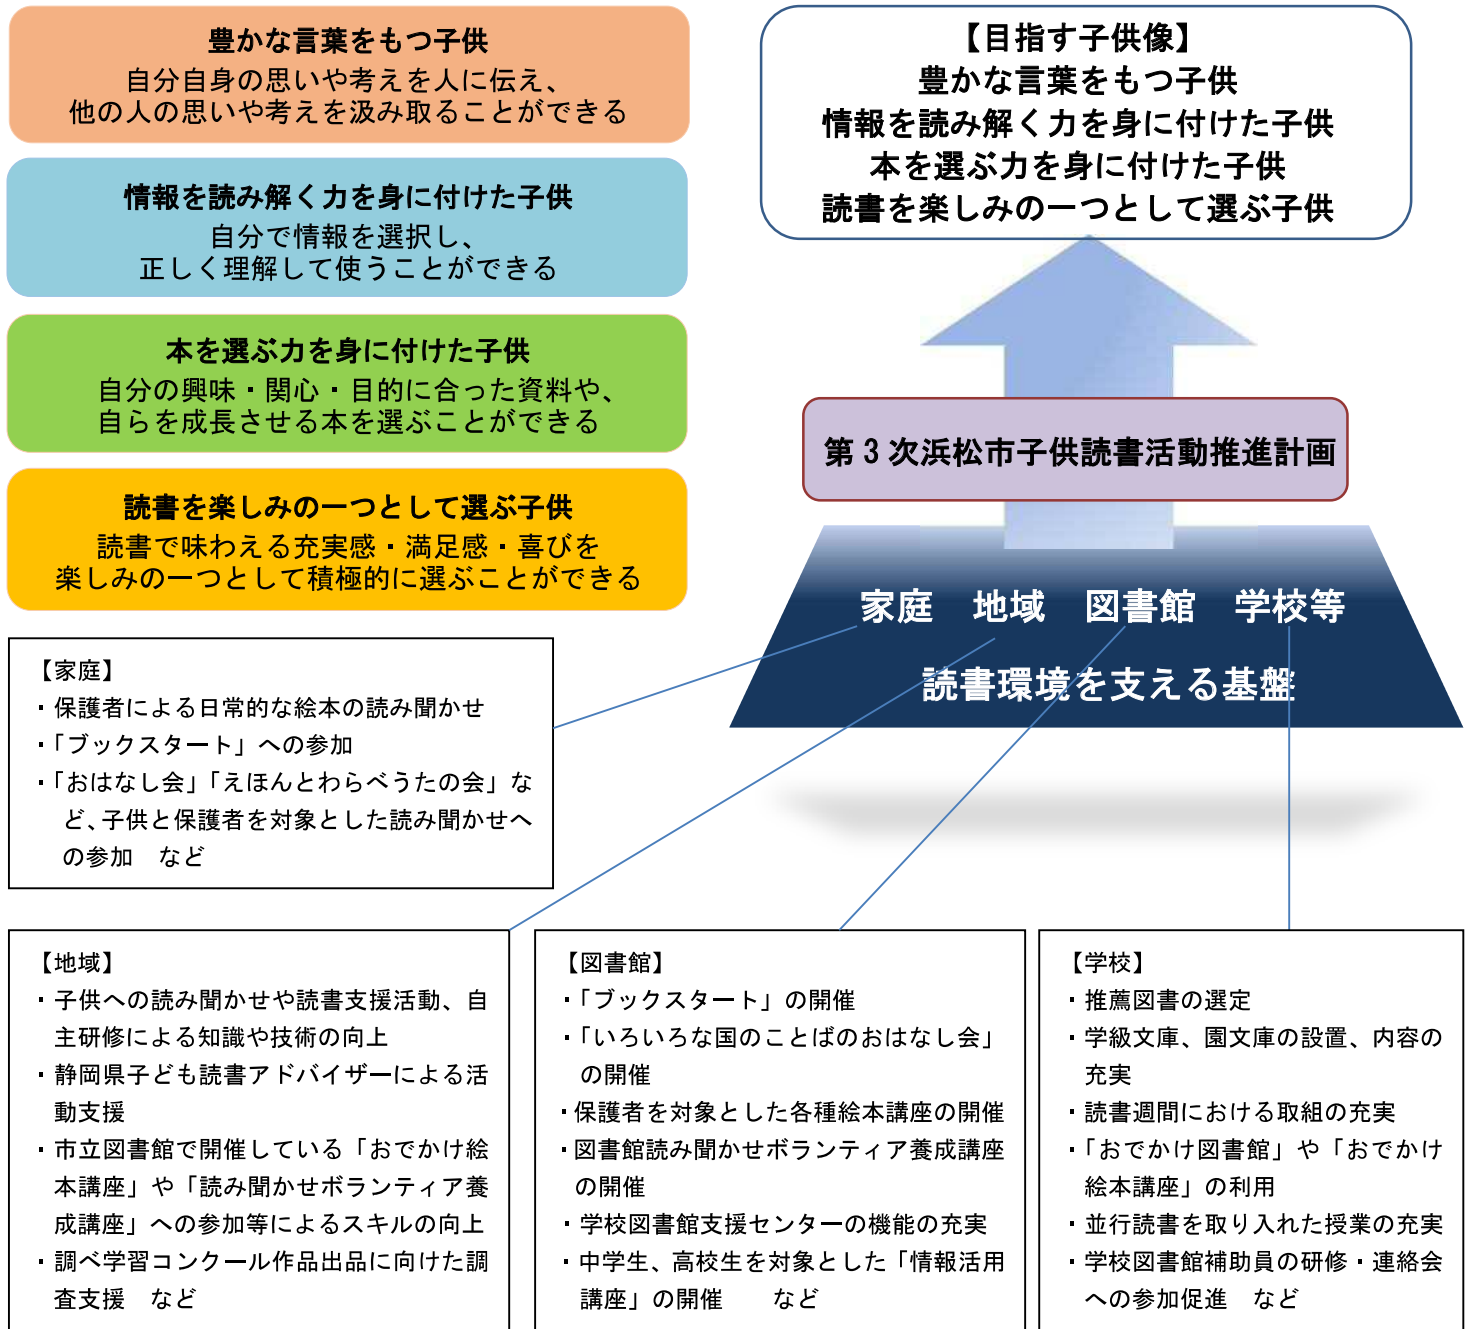 豊かな言葉をもつ子供
自分自身の思いや考えを人に伝え、
他の人の思いや考えを汲み取ることができる
情報を読み解く力を身に付けた子供
自分で情報を選択し、
正しく理解して使うことができる
本を選ぶ力を身に付けた子供
自分の興味・関心・目的に合った資料や、
自らを成長させる本を選ぶことができる
読書を楽しみの一つとして選ぶ子供
読書で味わえる充実感・満足感・喜びを
楽しみの一つとして積極的に選ぶことができる
【目指す子供像】
豊かな言葉をもつ子供
情報を読み解く力を身に付けた子供
本を選ぶ力を身に付けた子供
読書を楽しみの一つとして選ぶ子供
第３次浜松市子供読書活動推進計画
家庭　地域　図書館　学校等
読書環境を支える基盤
【家庭】
・保護者による日常的な絵本の読み聞かせ
・「ブックスタート」への参加
・「おはなし会」「えほんとわらべうたの会」な
ど、子供と保護者を対象とした読み聞かせへ
の参加　など
【地域】
・子供への読み聞かせや読書支援活動、自
主研修による知識や技術の向上
・静岡県子ども読書アドバイザーによる活
動支援
・市立図書館で開催している「おでかけ絵
本講座」や「読み聞かせボランティア養
成講座」への参加等によるスキルの向上
・調べ学習コンクール作品出品に向けた調
査支援　など
【図書館】
・「ブックスタート」の開催
・「いろいろな国のことばのおはなし会」
の開催
・保護者を対象とした各種絵本講座の開催
・図書館読み聞かせボランティア養成講座
の開催
・学校図書館支援センターの機能の充実
・中学生、高校生を対象とした「情報活用
講座」の開催　　など
【学校】
・推薦図書の選定
・学級文庫、園文庫の設置、内容の
充実
・読書週間における取組の充実
・「おでかけ図書館」や「おでかけ
絵本講座」の利用
・並行読書を取り入れた授業の充実
・学校図書館補助員の研修・連絡会
への参加促進　など